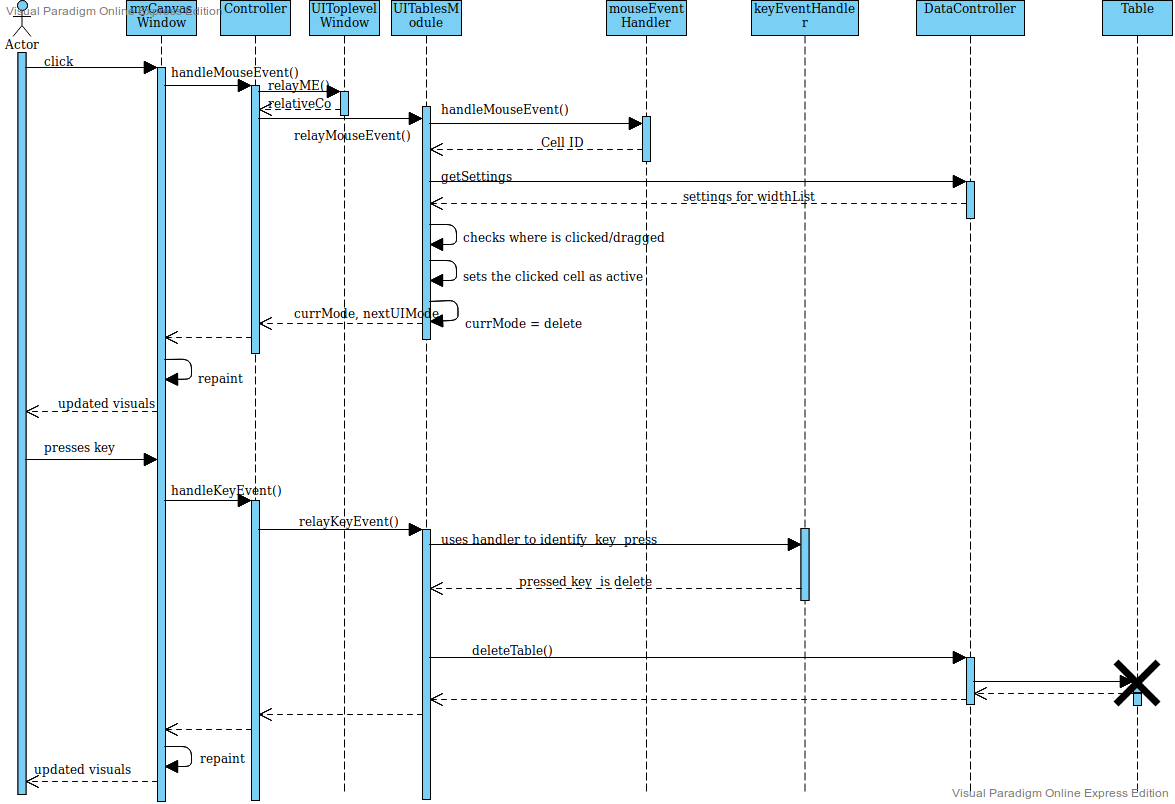 Visual Paradigm Online Express Edition
myCanvas
Window
Controller
UIToplevel
Window
UITablesM
odule
mouseEvent
Handler
keyEventHandle
r
DataController
Table
Actor
click
handleMouseEvent()
relayME()
relativeCo
relayMouseEvent()
handleMouseEvent()
Cell ID
getSettings
settings for widthList
checks where is clicked/dragged
sets the clicked cell as active
currMode, nextUIMode
currMode = delete
repaint
updated visuals
presses key
handleKeyEvent()
relayKeyEvent()
uses handler to identify key press
pressed key is delete
deleteTable()
repaint
updated visuals
Visual Paradigm Online Express Edition